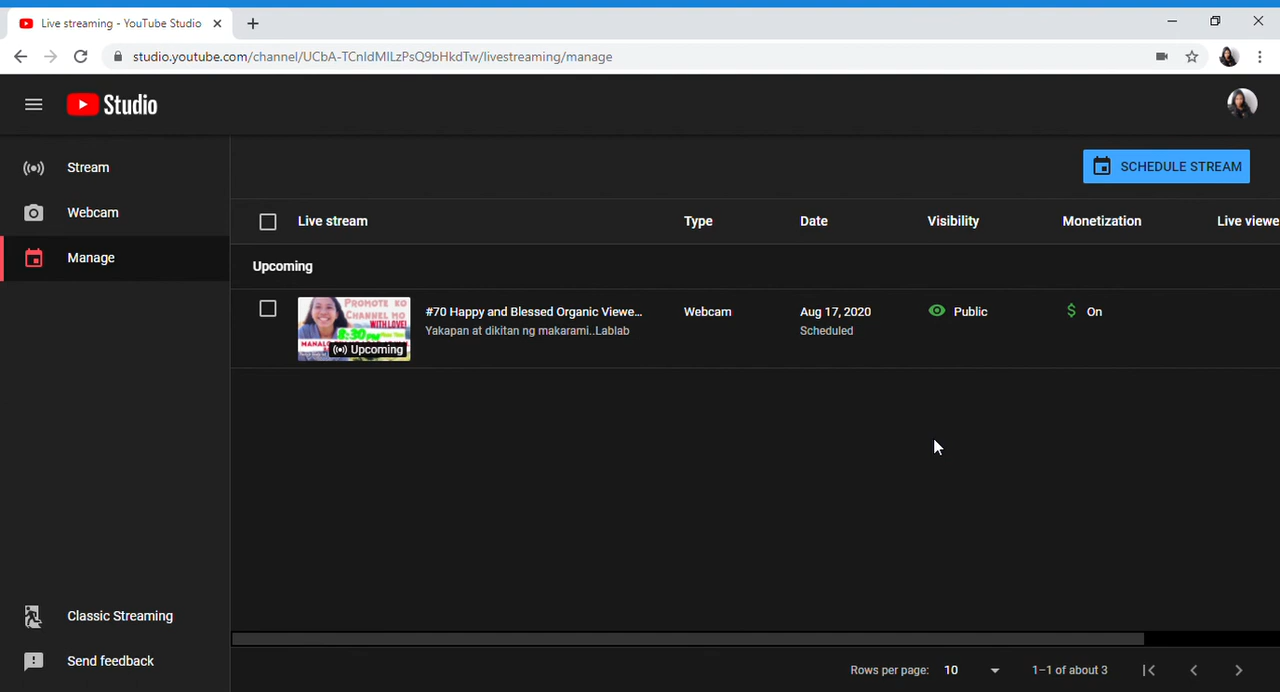 Live streaming - YouTube Studio
studio.youtube.com/channel/UCbA-TCnIdMILzPsQ9bHkdTw/livestreaming/manage
Studio
Stream
SCHEDULE STREAM
Webcam
Live stream Type Date Visibility Monetization Live viewe
Manage
Upcoming
PROMOTE KO
CHANNEL MO
WITH LOVE!
8:30 PM
Upcoming
#70 Happy and Blessed Organic Viewe... Webcam Aug 17, 2020 Public $ On
Yakapan at dikitan ng makarami..Lablab Scheduled
Classic Streaming
Send feedback
Rows per page: 10 1–1 of about 3